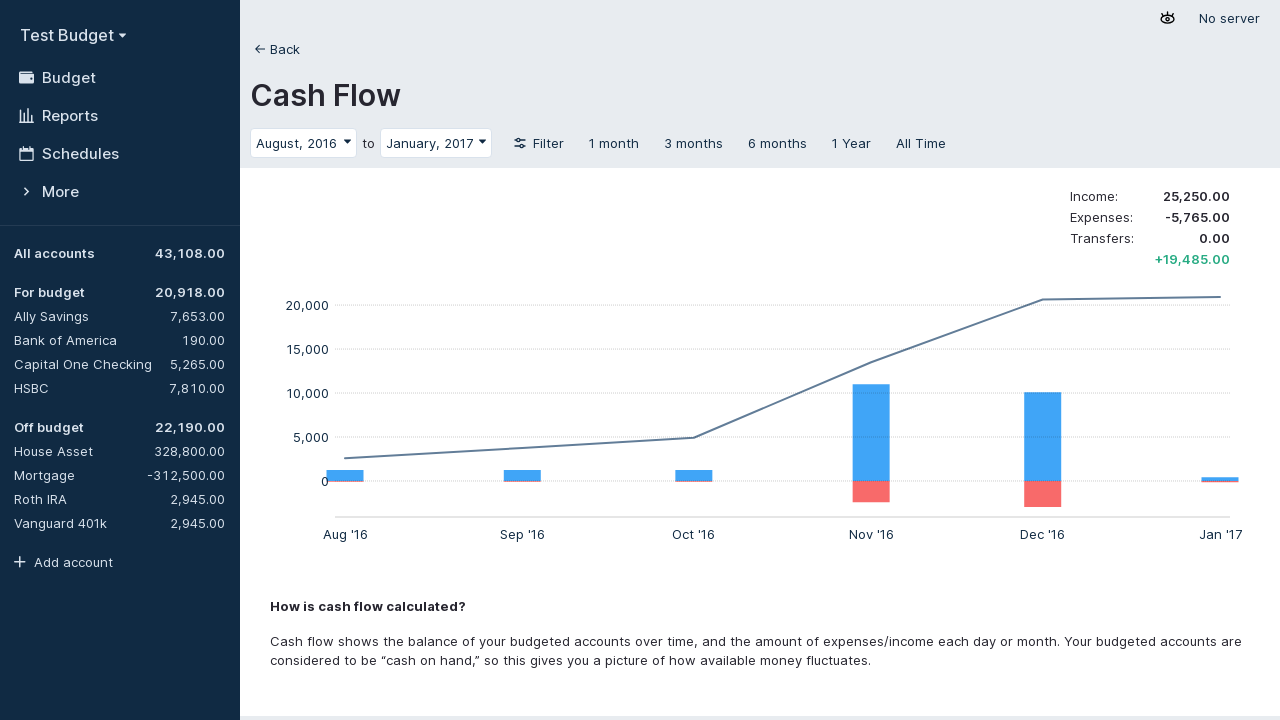 Test Budget
Budget
Reports
Schedules
More
All accounts 43,108.00
For budget 20,918.00
Ally Savings 7,653.00
Bank of America 190.00
Capital One Checking 5,265.00
HSBC 7,810.00
Off budget 22,190.00
House Asset 328,800.00
Mortgage -312,500.00
Roth IRA 2,945.00
Vanguard 401k 2,945.00
Add account
No server
Back
Cash Flow
August, 2016 to January, 2017 Filter 1 month 3 months 6 months 1 Year All Time
Income: 25,250.00
Expenses: -5,765.00
Transfers: 0.00
+19,485.00
20,000
15,000
10,000
5,000
0
Aug '16 Sep '16 Oct '16 Nov '16 Dec '16 Jan '17
How is cash flow calculated?
Cash flow shows the balance of your budgeted accounts over time, and the amount of expenses/income each day or month. Your budgeted accounts are
considered to be “cash on hand,” so this gives you a picture of how available money fluctuates.